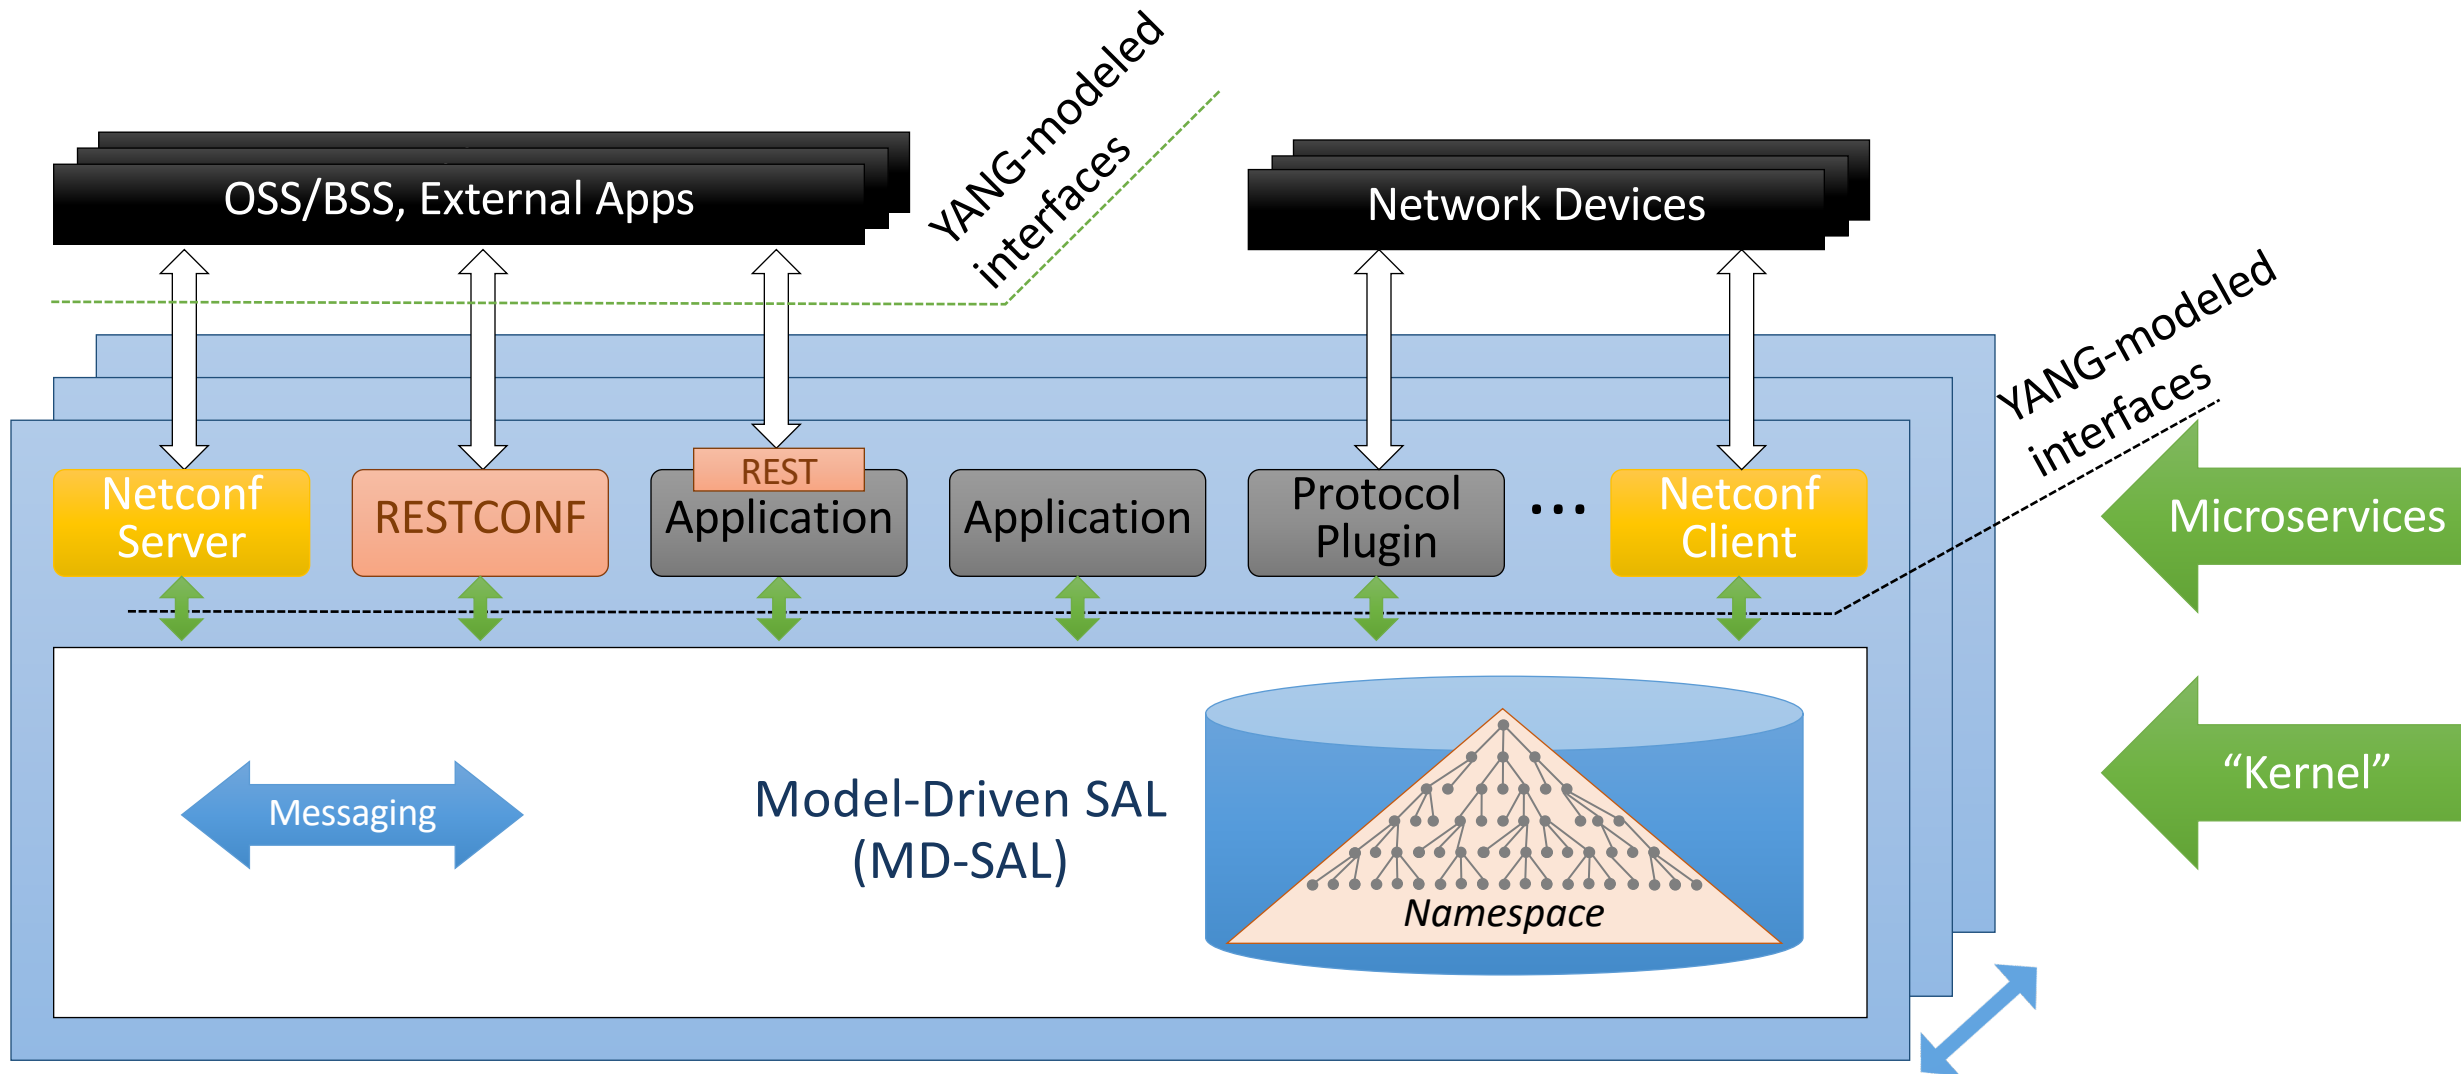 YANG-modeled
interfaces
OSS/BSS, External Apps
Network Devices
YANG-modeled
interfaces
Netconf
Server
RESTCONF
REST
Application
Application
Protocol
Plugin
...
Netconf
Client
Microservices
Messaging
Model-Driven SAL
(MD-SAL)
Namespace
“Kernel”